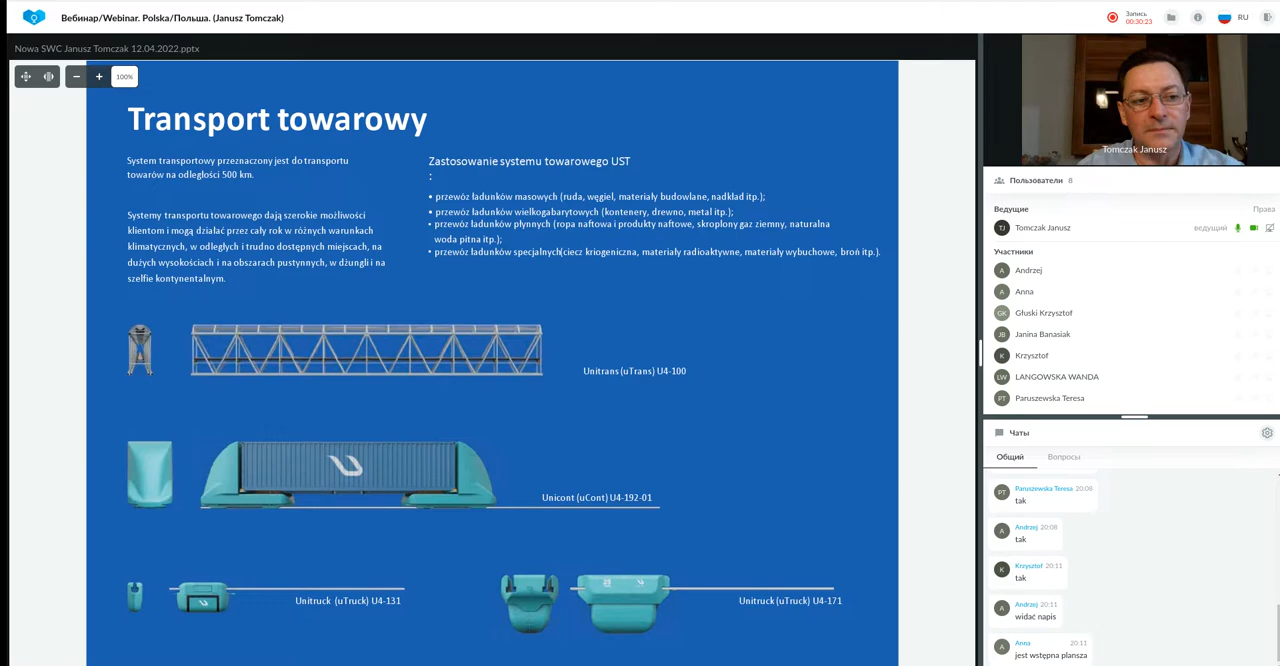 Вебинар/Webinar. Polska/Польша. (Janusz Tomczak)
Запись
00:30:23
RU
Nowa SWC Janusz Tomczak 12.04.2022.pptx
100%
Transport towarowy
System transportowy przeznaczony jest do transportu
towarów na odległości 500 km.
Systemy transportu towarowego dają szerokie możliwości
klientom i mogą działać przez cały rok w różnych warunkach
klimatycznych, w odległych i trudno dostępnych miejscach, na
dużych wysokościach i na obszarach pustynnych, w dżungli i na
szelfie kontynentalnym.
Zastosowanie systemu towarowego UST
:
• przewóz ładunków masowych (ruda, węgiel, materiały budowlane, nadkład itp.);
• przewóz ładunków wielkogabarytowych (kontenery, drewno, metal itp.);
• przewóz ładunków płynnych (ropa naftowa i produkty naftowe, skroplony gaz ziemny, naturalna
woda pitna itp.);
• przewóz ładunków specjalnych(ciecz kriogeniczna, materiały radioaktywne, materiały wybuchowe, broń itp.).
Unitrans (uTrans) U4-100
Unicont (uCont) U4-192-01
Unitruck (uTruck) U4-131
Unitruck (uTruck) U4-171
Tomczak Janusz
Пользователи 8
Ведущие Права
TJ Tomczak Janusz ведущий
Участники
A Andrzej
A Anna
GK Głuski Krzysztof
JB Janina Banasiak
K Krzysztof
LW LANGOWSKA WANDA
PT Paruszewska Teresa
Чаты
Общий Вопросы
PT Paruszewska Teresa 20:08
tak
A Andrzej 20:08
tak
K Krzysztof 20:11
tak
A Andrzej 20:11
widać napis
A Anna 20:11
jest wstępna plansza